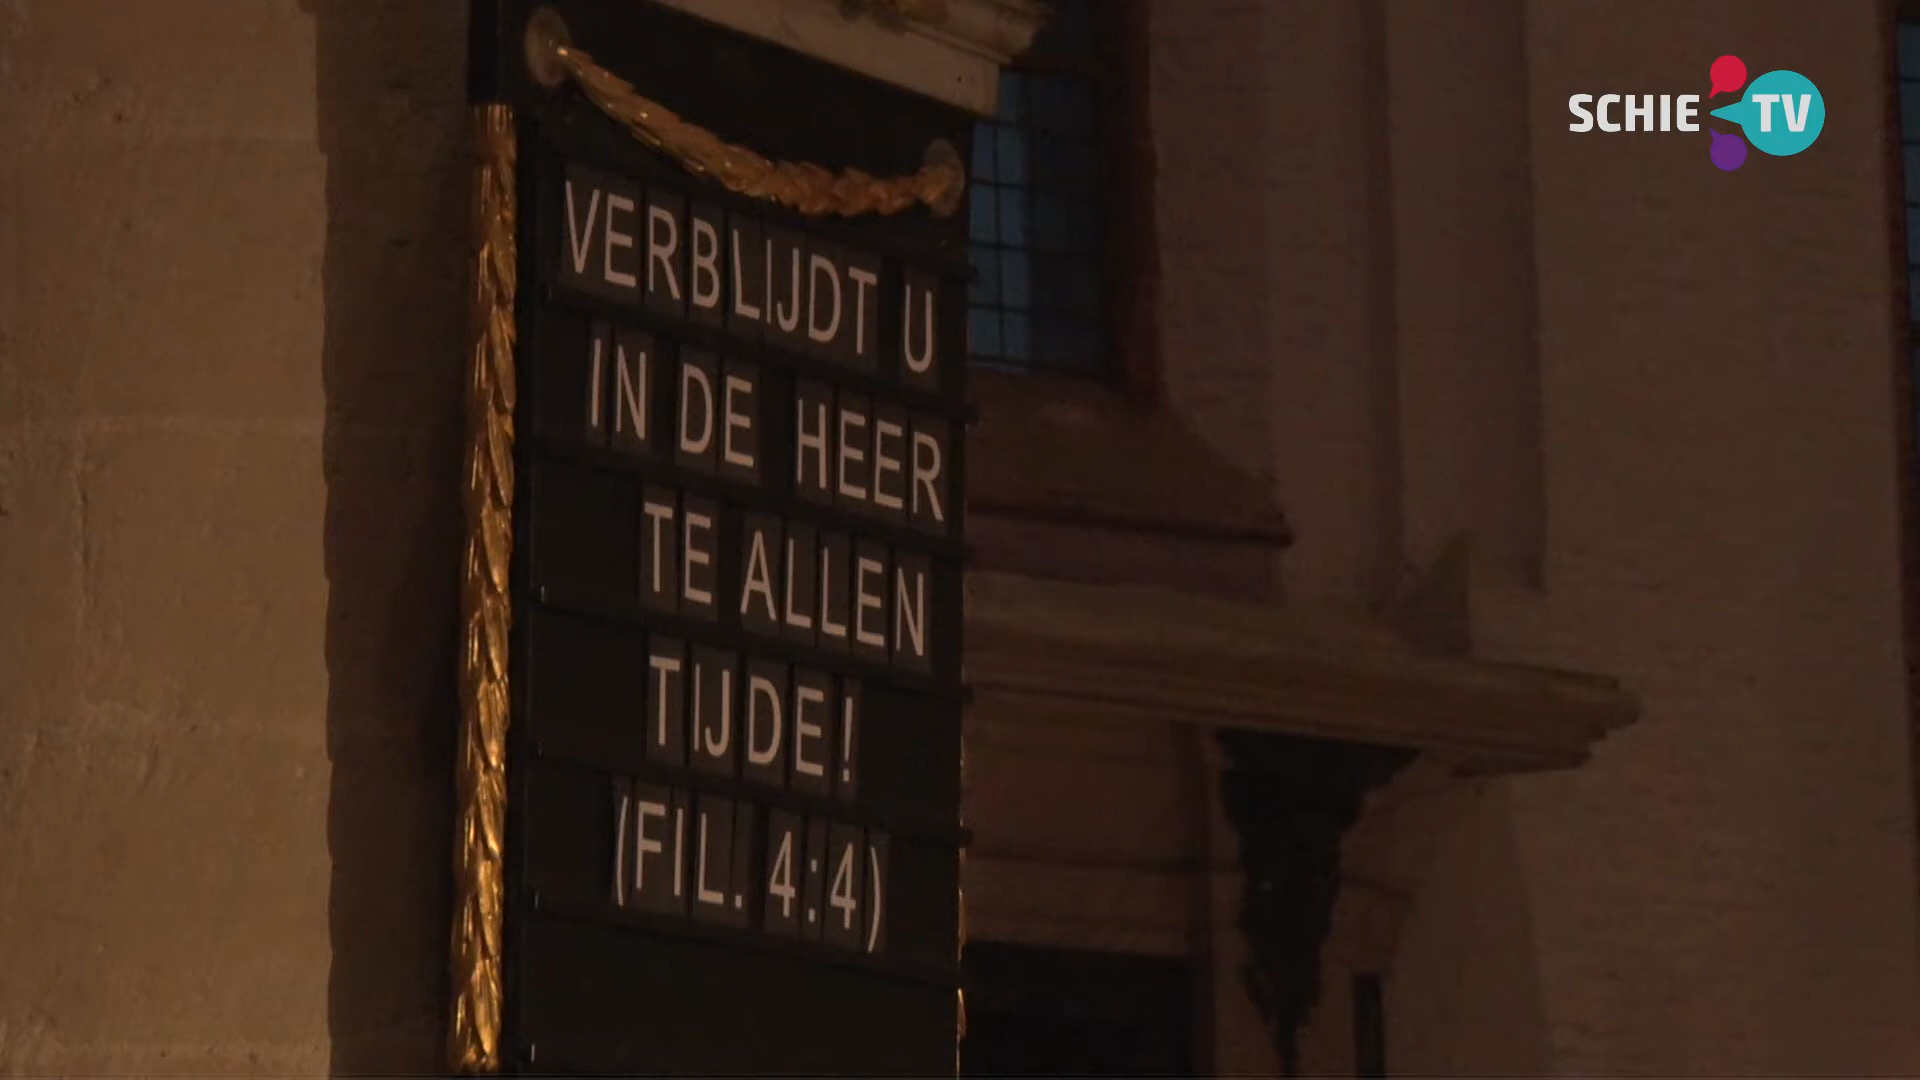 SCHIE TV
VERBLIJDT U
IN DE HEER
TE ALLEN
TIJDE!
(FIL. 4:4)